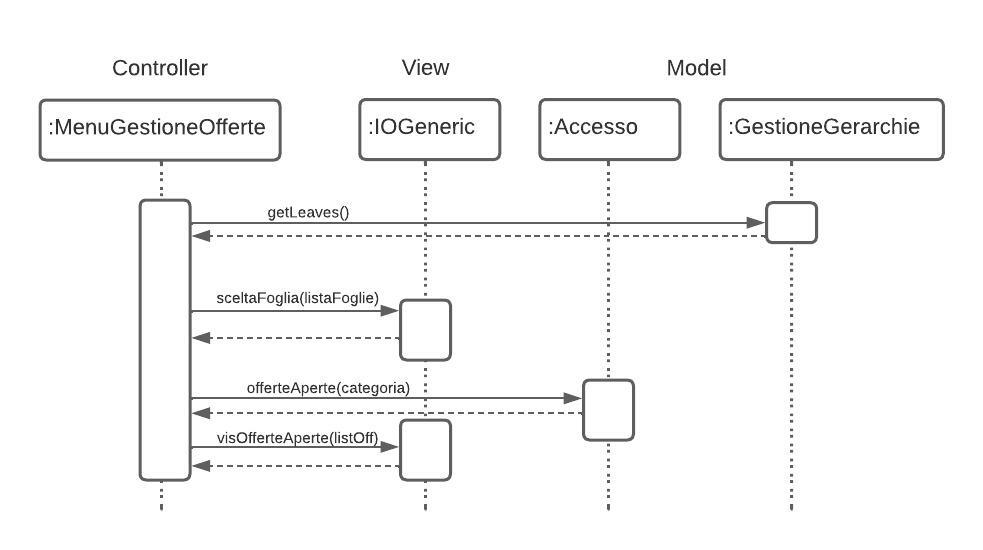 Controller
View
Model
:MenuGestioneOfferte
:IOGeneric
:Accesso
:GestioneGerarchie
getLeaves()
sceltaFoglia(listaFoglie)
offerteAperte(categoria)
visOfferteAperte(listOff)